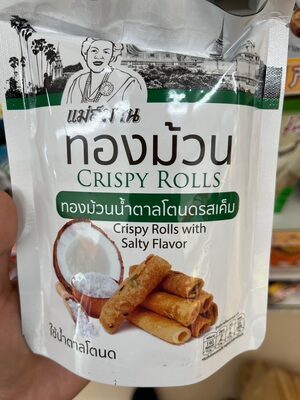 ทองม้วน
CRISPY ROLLS
ทองม้วนน้ำตาลโตนดรสเค็ม
Crispy Rolls with
Salty Flavor
ใช้น้ำตาลโตนด